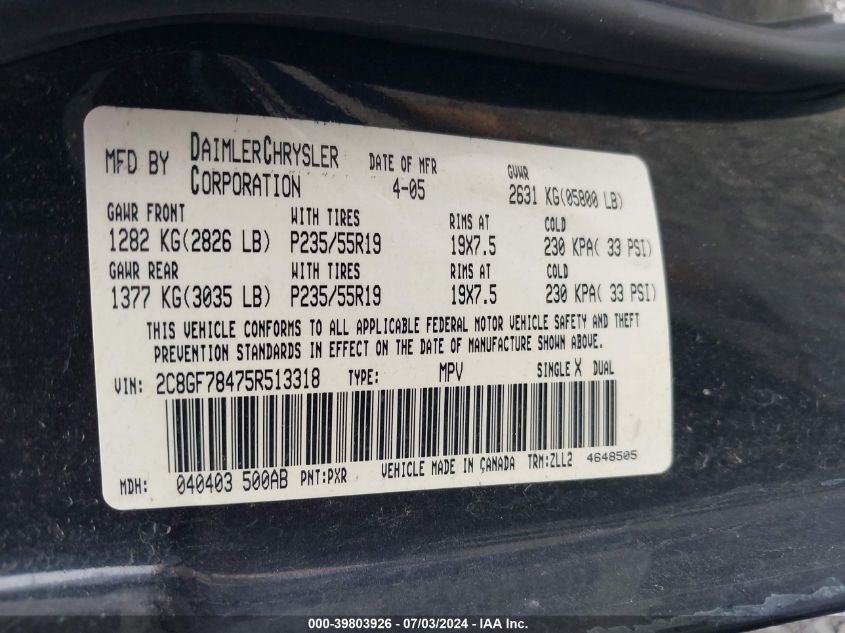 MFD BY DAIMLERCHRYSLER CORPORATION DATE OF MFR 4-05 GVWR 2631 KG(05800 LB)
GAWR FRONT WITH TIRES RIMS AT COLD
1282 KG(2826 LB) P235/55R19 19X7.5 230 KPA( 33 PSI)
GAWR REAR WITH TIRES RIMS AT COLD
1377 KG(3035 LB) P235/55R19 19X7.5 230 KPA( 33 PSI)
THIS VEHICLE CONFORMS TO ALL APPLICABLE FEDERAL MOTOR VEHICLE SAFETY AND THEFT
PREVENTION STANDARDS IN EFFECT ON THE DATE OF MANUFACTURE SHOWN ABOVE.
VIN: 2C8GF78475R513318 TYPE: MPV SINGLE X DUAL
MDH: 040403 500AB PNT:PXR VEHICLE MADE IN CANADA TRM:ZLL2 4648505
000-39803926 - 07/03/2024 - IAA Inc.